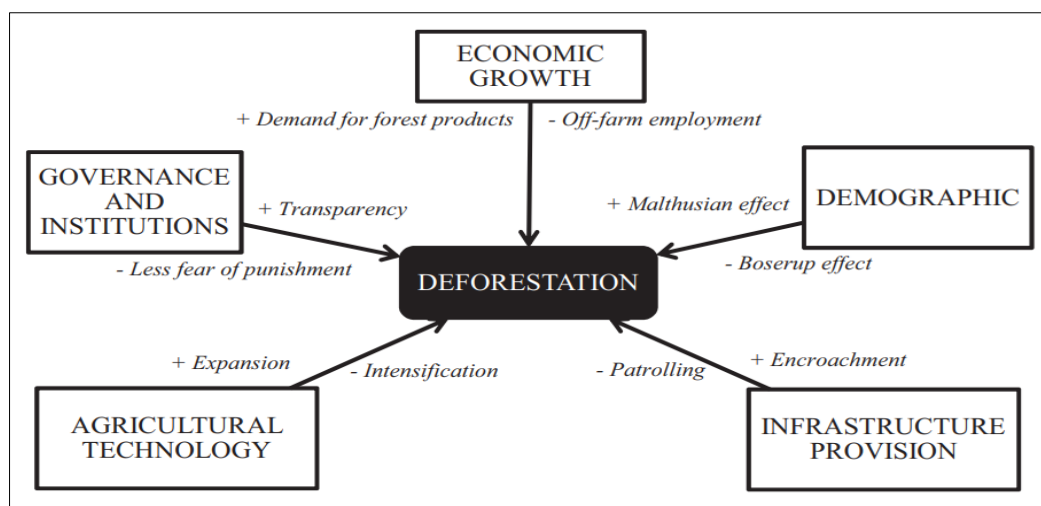 ECONOMIC
GROWTH
+ Demand for forest products
- Off-farm employment
GOVERNANCE
AND
INSTITUTIONS
+ Transparency
- Less fear of punishment
+ Malthusian effect
DEMOGRAPHIC
- Boserup effect
DEFORESTATION
+ Expansion
- Intensification
- Patrolling
+ Encroachment
AGRICULTURAL
TECHNOLOGY
INFRASTRUCTURE
PROVISION